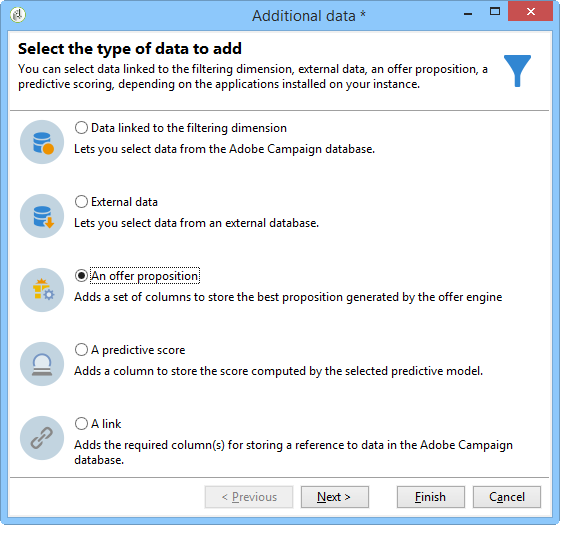 Additional data *
Select the type of data to add
You can select data linked to the filtering dimension, external data, an offer proposition, a
predictive scoring, depending on the applications installed on your instance.
Data linked to the filtering dimension
Lets you select data from the Adobe Campaign database.
External data
Lets you select data from an external database.
An offer proposition
Adds a set of columns to store the best proposition generated by the offer engine
A predictive score
Adds a column to store the score computed by the selected predictive model.
A link
Adds the required column(s) for storing a reference to data in the Adobe Campaign
database.
< Previous Next > Finish Cancel